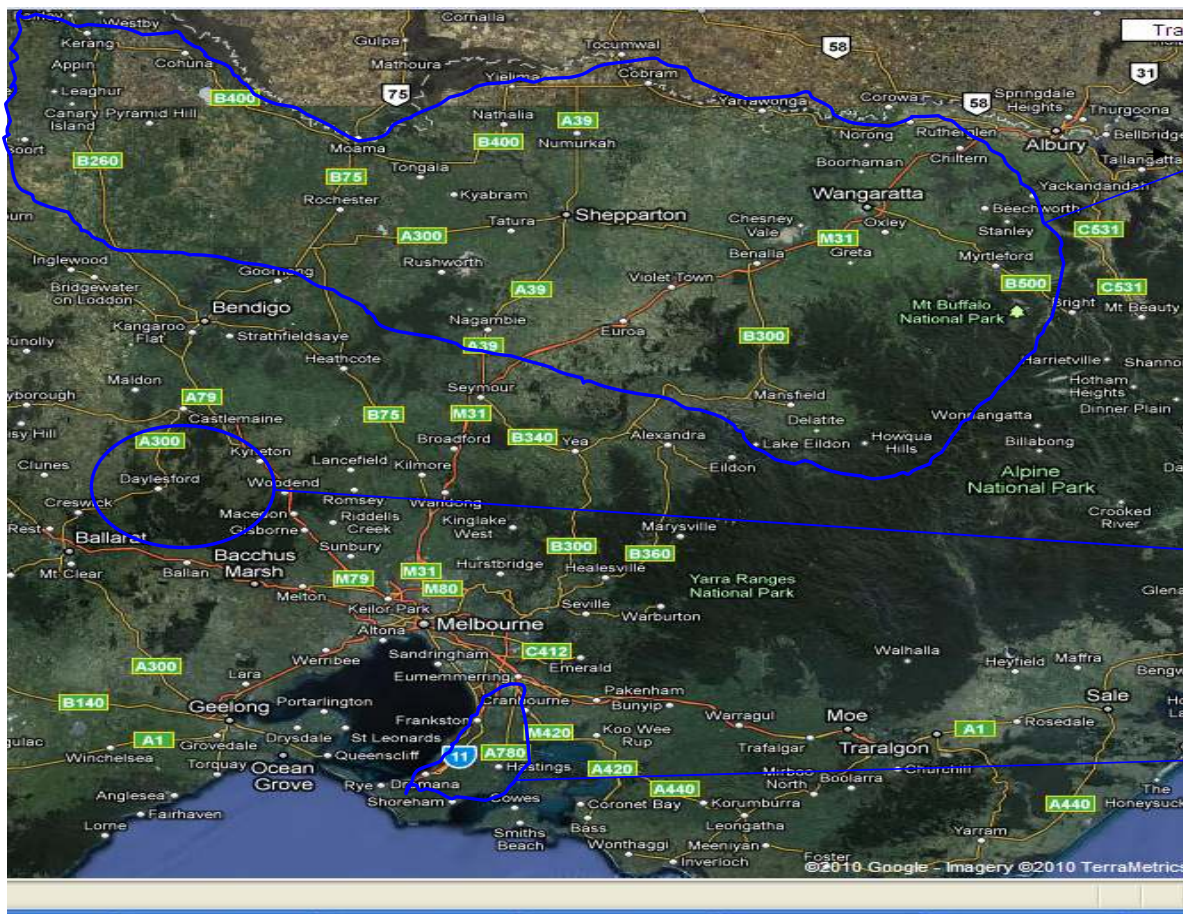 Westby
Cornalla
Kerang
Gulpa
Tocumwal
58
Tra
Appin
Cohuna
Mathoura
31
Leaghur
B400
75
Yielima
Cobram
Yarrawonga
Corowa
58
Springdale
Heights
Thurgoona
Canary
Island
Pyramid Hill
Nathalia
A39
Norong
Rutherglen
Bellbridge
Boort
Moama
B400
Numurkah
Boorhaman
Chiltern
Albury
B260
B75
Tongala
Tallangatta
Kyabram
Wangaratta
Yackandandah
Rochester
Tatura
Shepparton
Chesney
Vale
Oxley
Beechworth
Stanley
C531
A300
M31
Inglewood
Goornong
Rushworth
Benalla
Greta
Myrtleford
Bridgewater
on Loddon
A39
Violet Town
B500
C531
Bendigo
Nagambie
Euroa
Mt Buffalo
National Park
Bright
Mt Beauty
Kangaroo
Flat
Strathfieldsaye
A39
B300
Heathcote
Harrietville
Maldon
Seymour
Mansfield
Hotham
Heights
A79
Castlemaine
B75
M31
Delatite
Wonnangatta
Dinner Plain
A300
Broadford
B340
Yea
Alexandra
Lake Eildon
Howqua
Hills
Billabong
Clunes
Kyneton
Lancefield
Kilmore
Eildon
Alpine
National Park
Daylesford
Woodend
Creswick
Romsey
Wandong
Macedon
Riddells
Creek
Kinglake
West
Marysville
Crooked
River
Gisborne
Ballarat
Bacchus
Marsh
Sunbury
B300
B360
Mt Clear
Ballan
M79
M31
Hurstbridge
Healesville
Yarra Ranges
National Park
Melton
M80
Keilor Park
Seville
Warburton
Altona
Melbourne
Werribee
Sandringham
C412
Emerald
Walhalla
Heyfield
Maffra
A300
Lara
Eumemmerring
B140
Portarlington
Cranbourne
Pakenham
Bunyip
Sale
Geelong
Frankston
Warragul
Moe
Rosedale
A1
Grovedale
Drysdale
St Leonards
M420
Koo Wee
Rup
A1
Winchelsea
Queenscliff
11
A780
Trafalgar
Traralgon
Torquay
Ocean
Grove
Hastings
A420
Mirboo
North
Churchill
Boolarra
Rye
Dromana
A440
Anglesea
Shoreham
Cowes
Coronet Bay
Korumburra
A440
The
Fairhaven
Lorne
Smiths
Beach
Bass
Leongatha
Yarram
Wonthaggi
Meeniyan
Inverloch
Foster
©2010 Google - Imagery ©2010 TerraMetrics